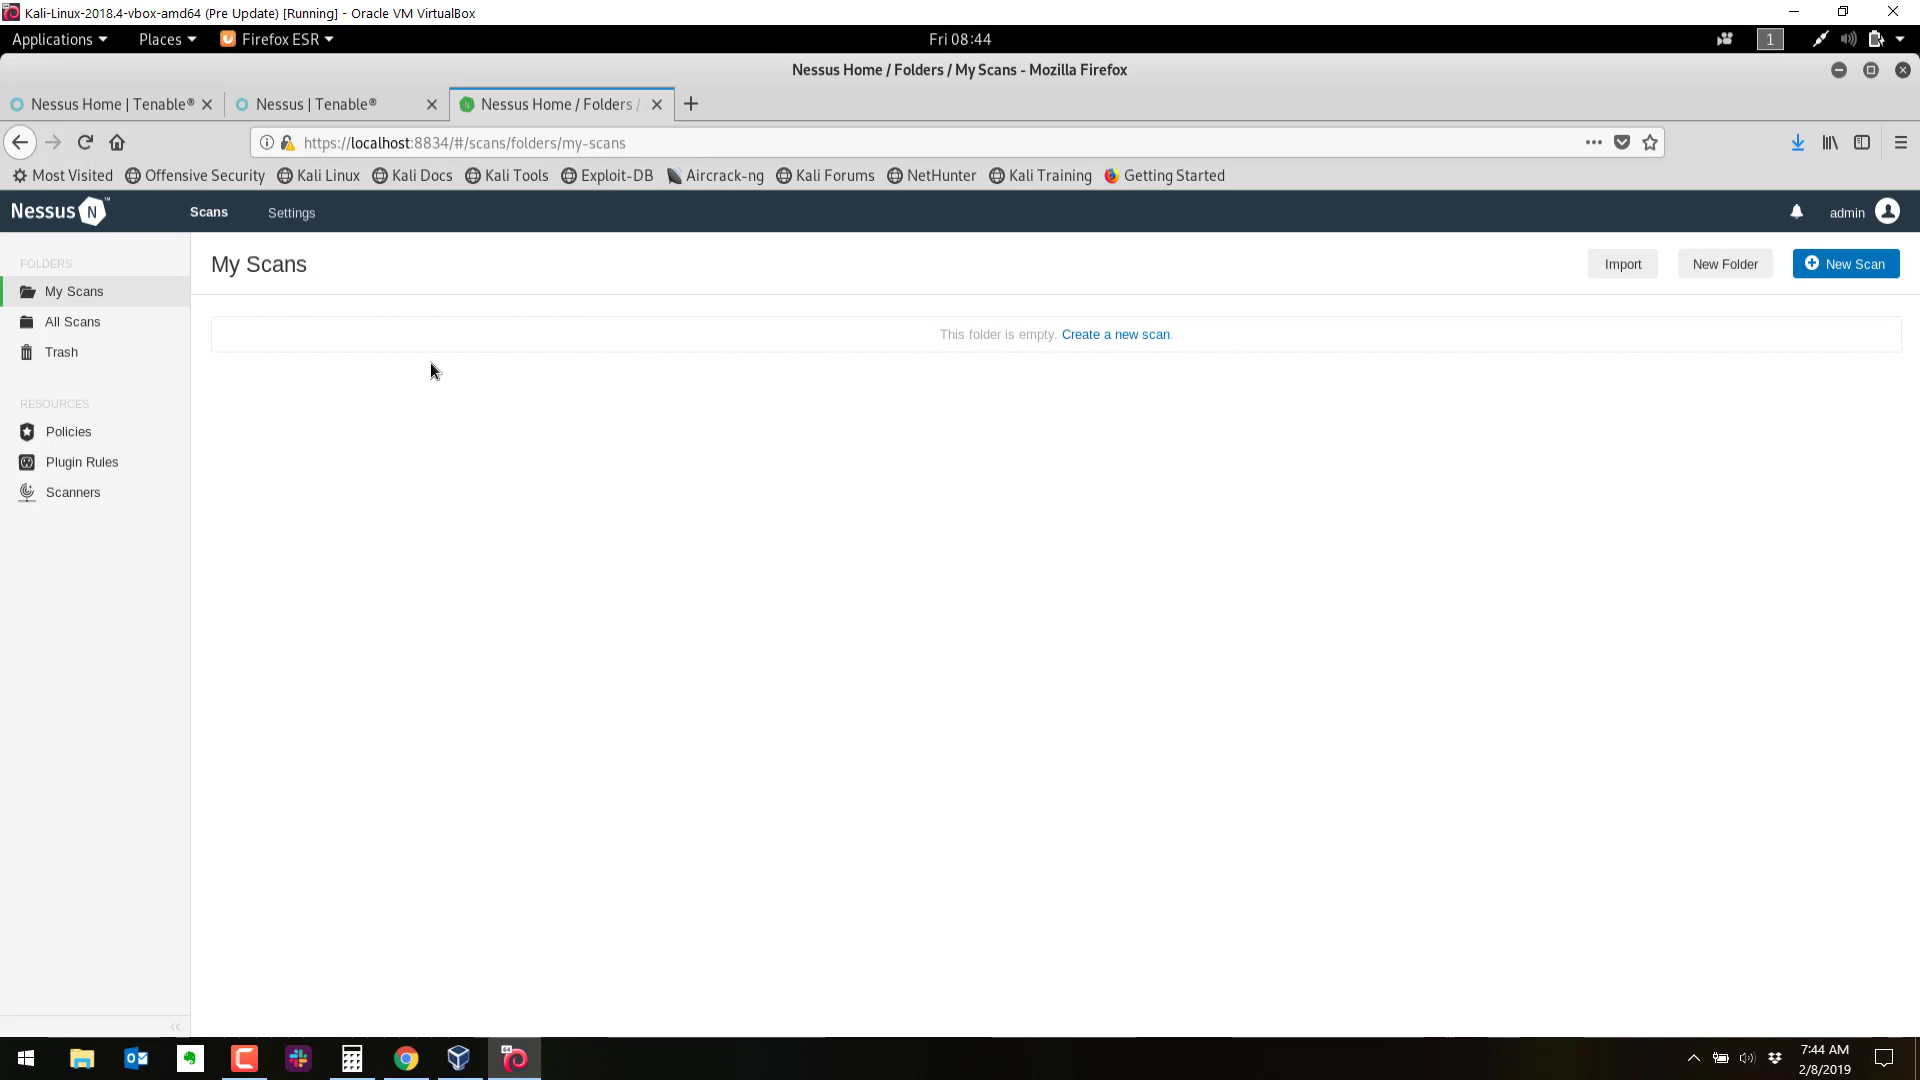 Kali-Linux-2018.4-vbox-amd64 (Pre Update) [Running] - Oracle VM VirtualBox
Applications Places Firefox ESR Fri 08:44 1
Nessus Home / Folders / My Scans - Mozilla Firefox
Nessus Home | Tenable® Nessus | Tenable® Nessus Home / Folders /
https://localhost:8834/#/scans/folders/my-scans
Most Visited Offensive Security Kali Linux Kali Docs Kali Tools Exploit-DB Aircrack-ng Kali Forums NetHunter Kali Training Getting Started
Nessus N Scans Settings admin
FOLDERS
My Scans
All Scans
Trash
RESOURCES
Policies
Plugin Rules
Scanners
My Scans Import New Folder New Scan
This folder is empty. Create a new scan.
7:44 AM
2/8/2019